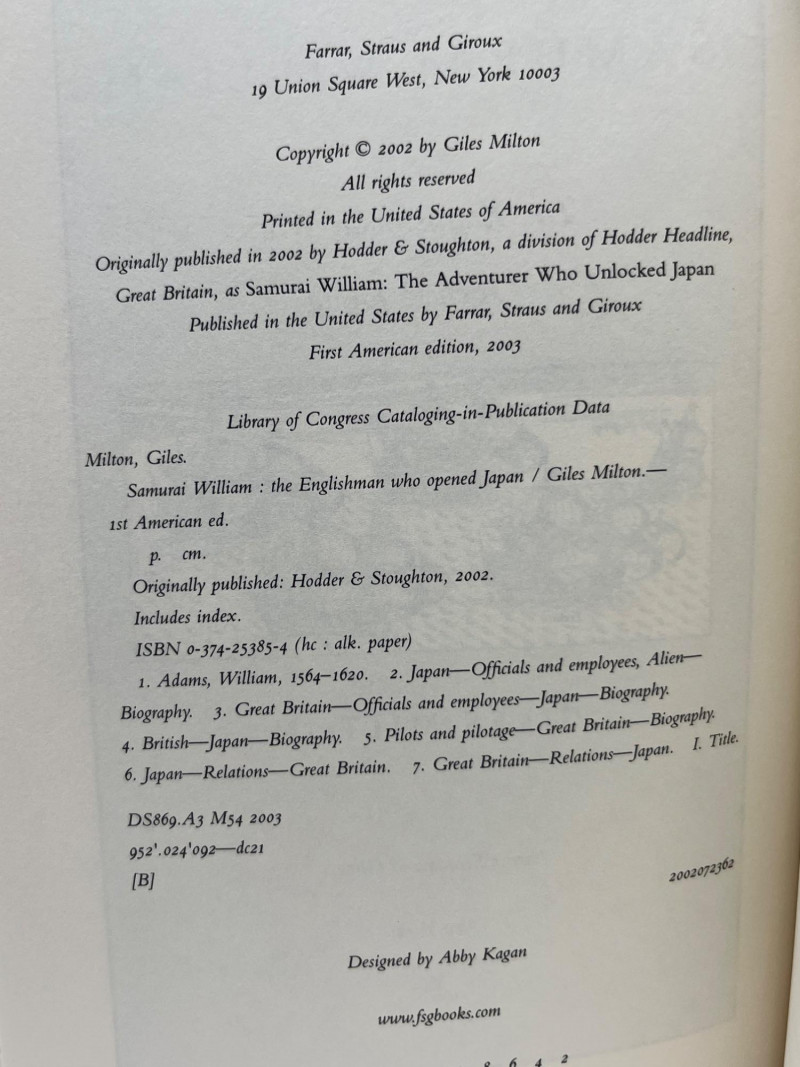 Farrar, Straus and Giroux
19 Union Square West, New York 10003
Copyright © 2002 by Giles Milton
All rights reserved
Printed in the United States of America
Originally published in 2002 by Hodder & Stoughton, a division of Hodder Headline,
Great Britain, as Samurai William: The Adventurer Who Unlocked Japan
Published in the United States by Farrar, Straus and Giroux
First American edition, 2003
Library of Congress Cataloging-in-Publication Data
Milton, Giles.
Samurai William : the Englishman who opened Japan / Giles Milton.—
1st American ed.
p. cm.
Originally published: Hodder & Stoughton, 2002.
Includes index.
ISBN 0-374-25385-4 (hc : alk. paper)
1. Adams, William, 1564–1620. 2. Japan—Officials and employees, Alien—
Biography. 3. Great Britain—Officials and employees—Japan—Biography.
4. British—Japan—Biography. 5. Pilots and pilotage—Great Britain—Biography.
6. Japan—Relations—Great Britain. 7. Great Britain—Relations—Japan. I. Title.
DS869.A3 M54 2003
952'.024'092—dc21
[B]
2002072362
Designed by Abby Kagan
www.fsgbooks.com
8 6 4 2